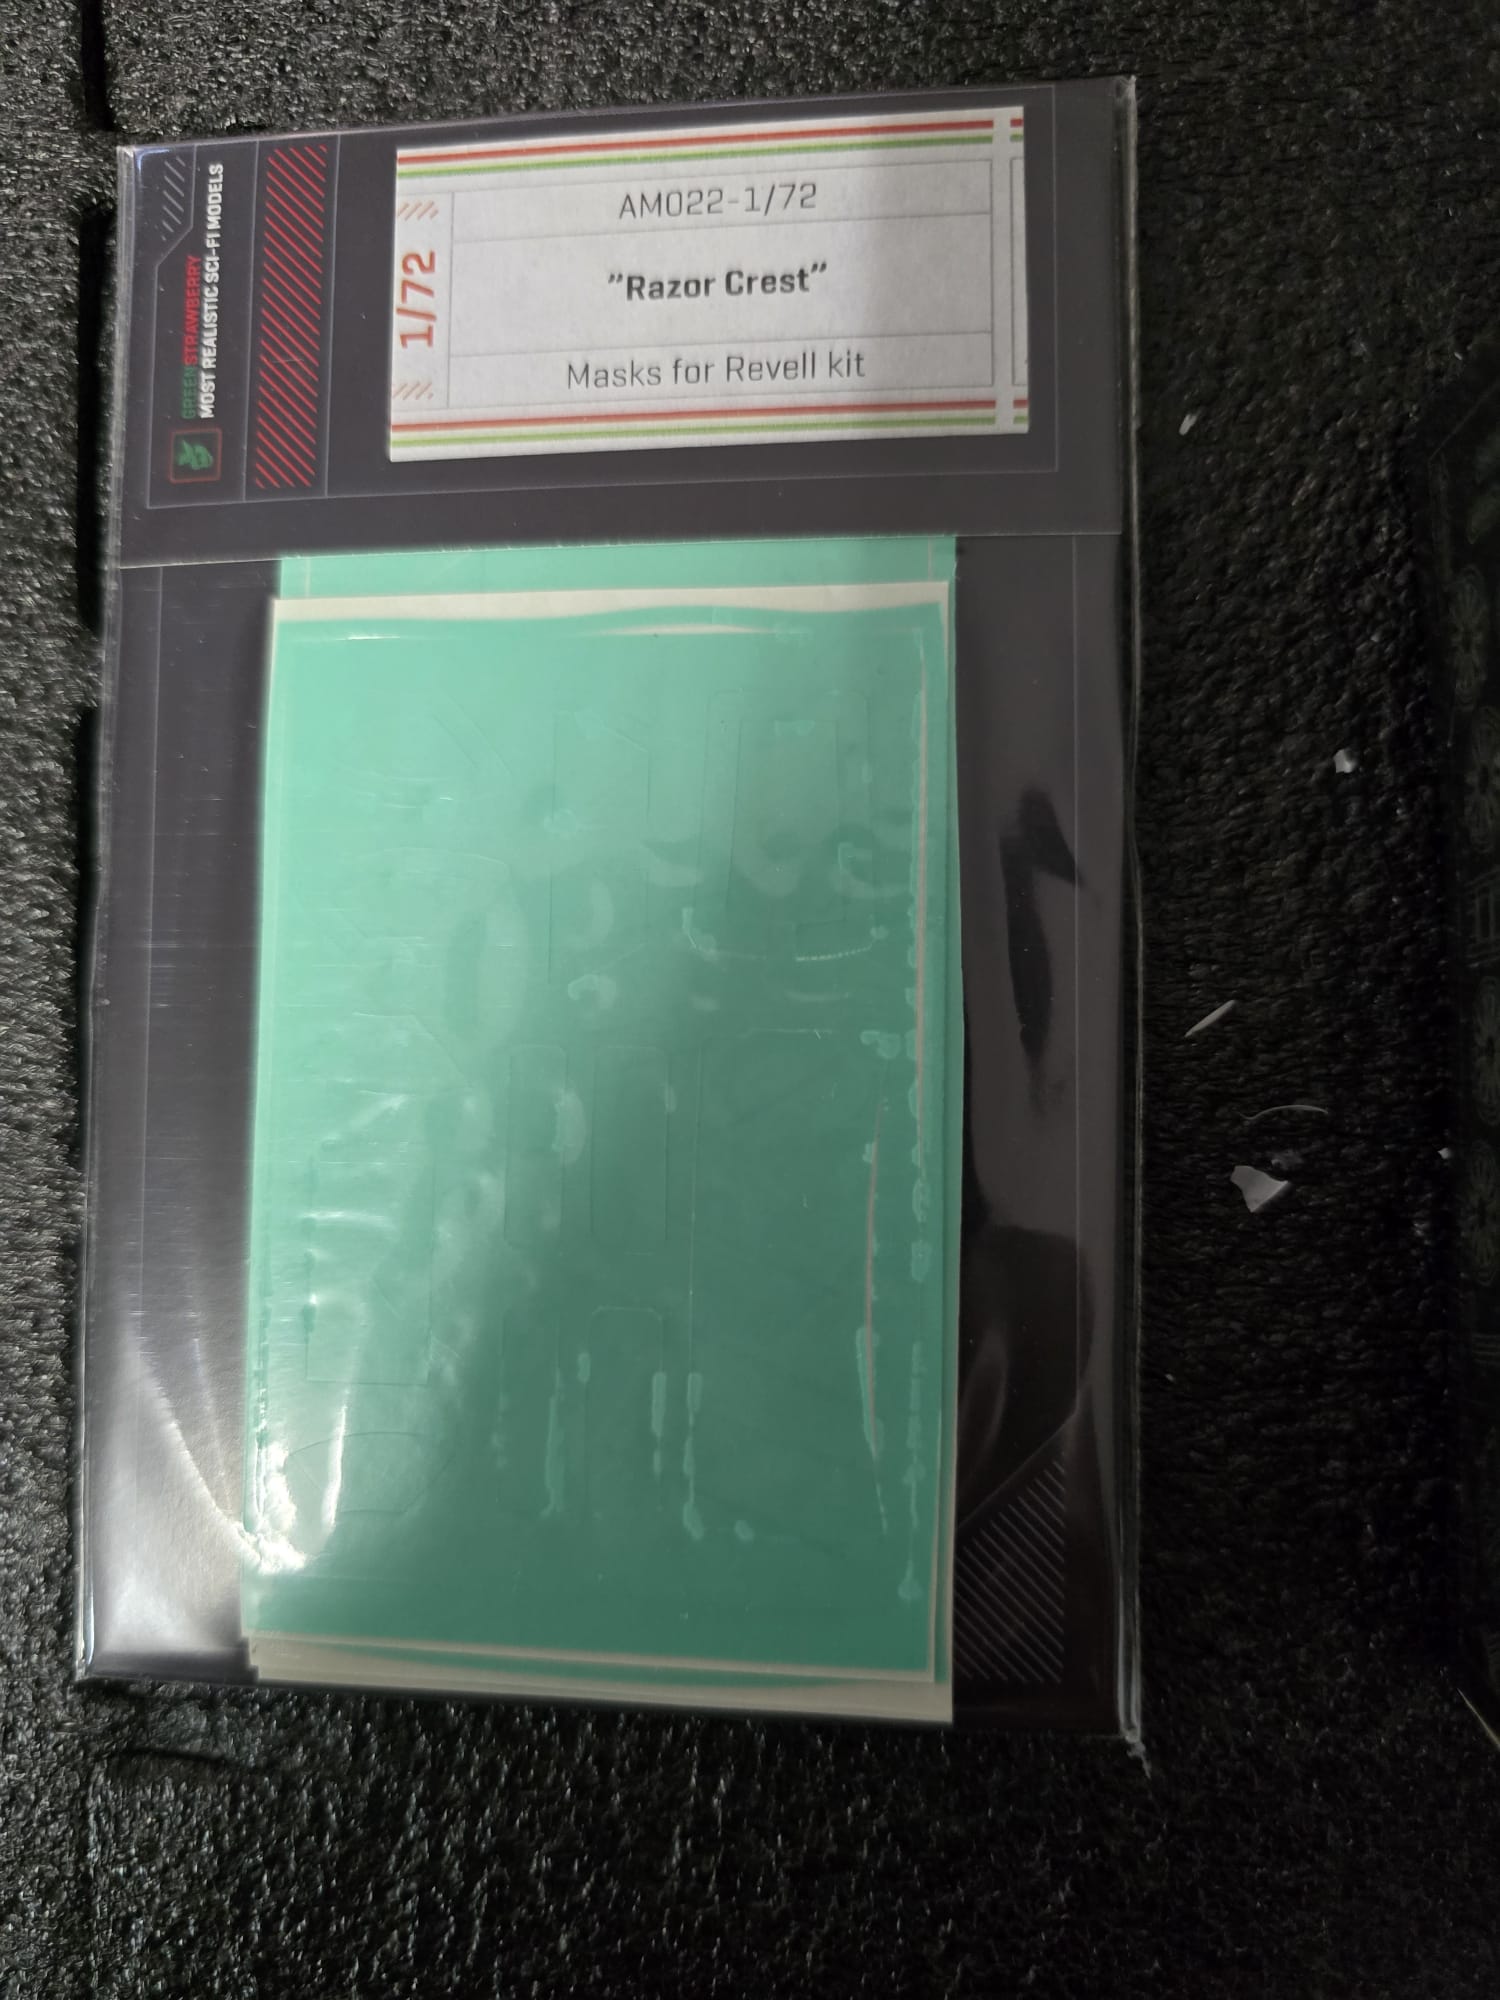 GREENSTRAWBERRY
MOST REALISTIC SCI-FI MODELS
1/72
AM022-1/72
"Razor Crest"
Masks for Revell kit